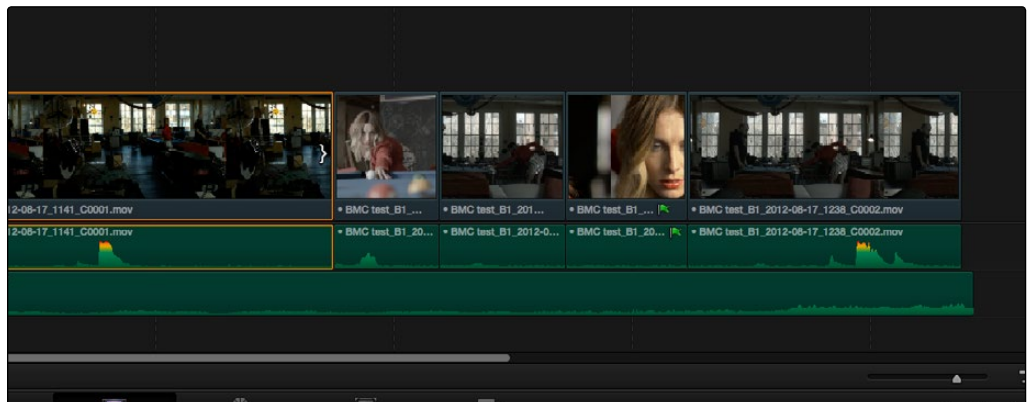 12-08-17_1141_C0001.mov
• BMC test_B1_...
• BMC test_B1_201...
• BMC test_B1_...
• BMC test_B1_2012-08-17_1238_C0002.mov
12-08-17_1141_C0001.mov
• BMC test_B1_20...
• BMC test_B1_2012-0...
• BMC test_B1_20...
• BMC test_B1_2012-08-17_1238_C0002.mov